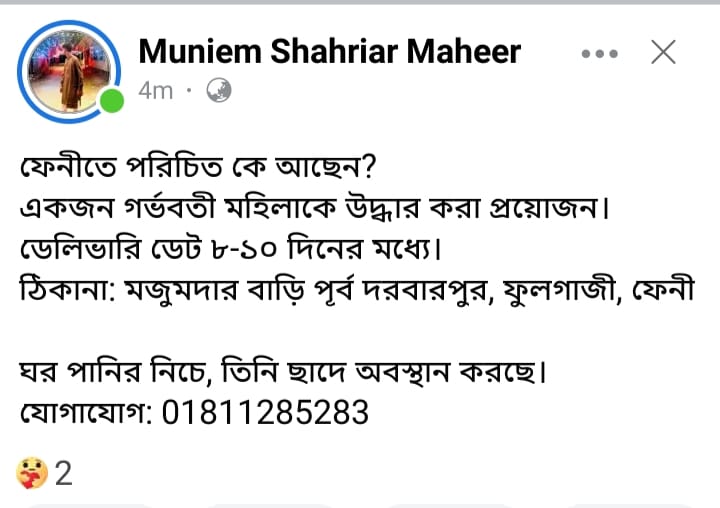 Muniem Shahriar Maheer
4m
ফেনীতে পরিচিত কে আছেন?
একজন গর্ভবতী মহিলাকে উদ্ধার করা প্রয়োজন।
ডেলিভারি ডেট ৮-১০ দিনের মধ্যে।
ঠিকানা: মজুমদার বাড়ি পূর্ব দরবারপুর, ফুলগাজী, ফেনী
ঘর পানির নিচে, তিনি ছাদে অবস্থান করছে।
যোগাযোগ: 01811285283
2